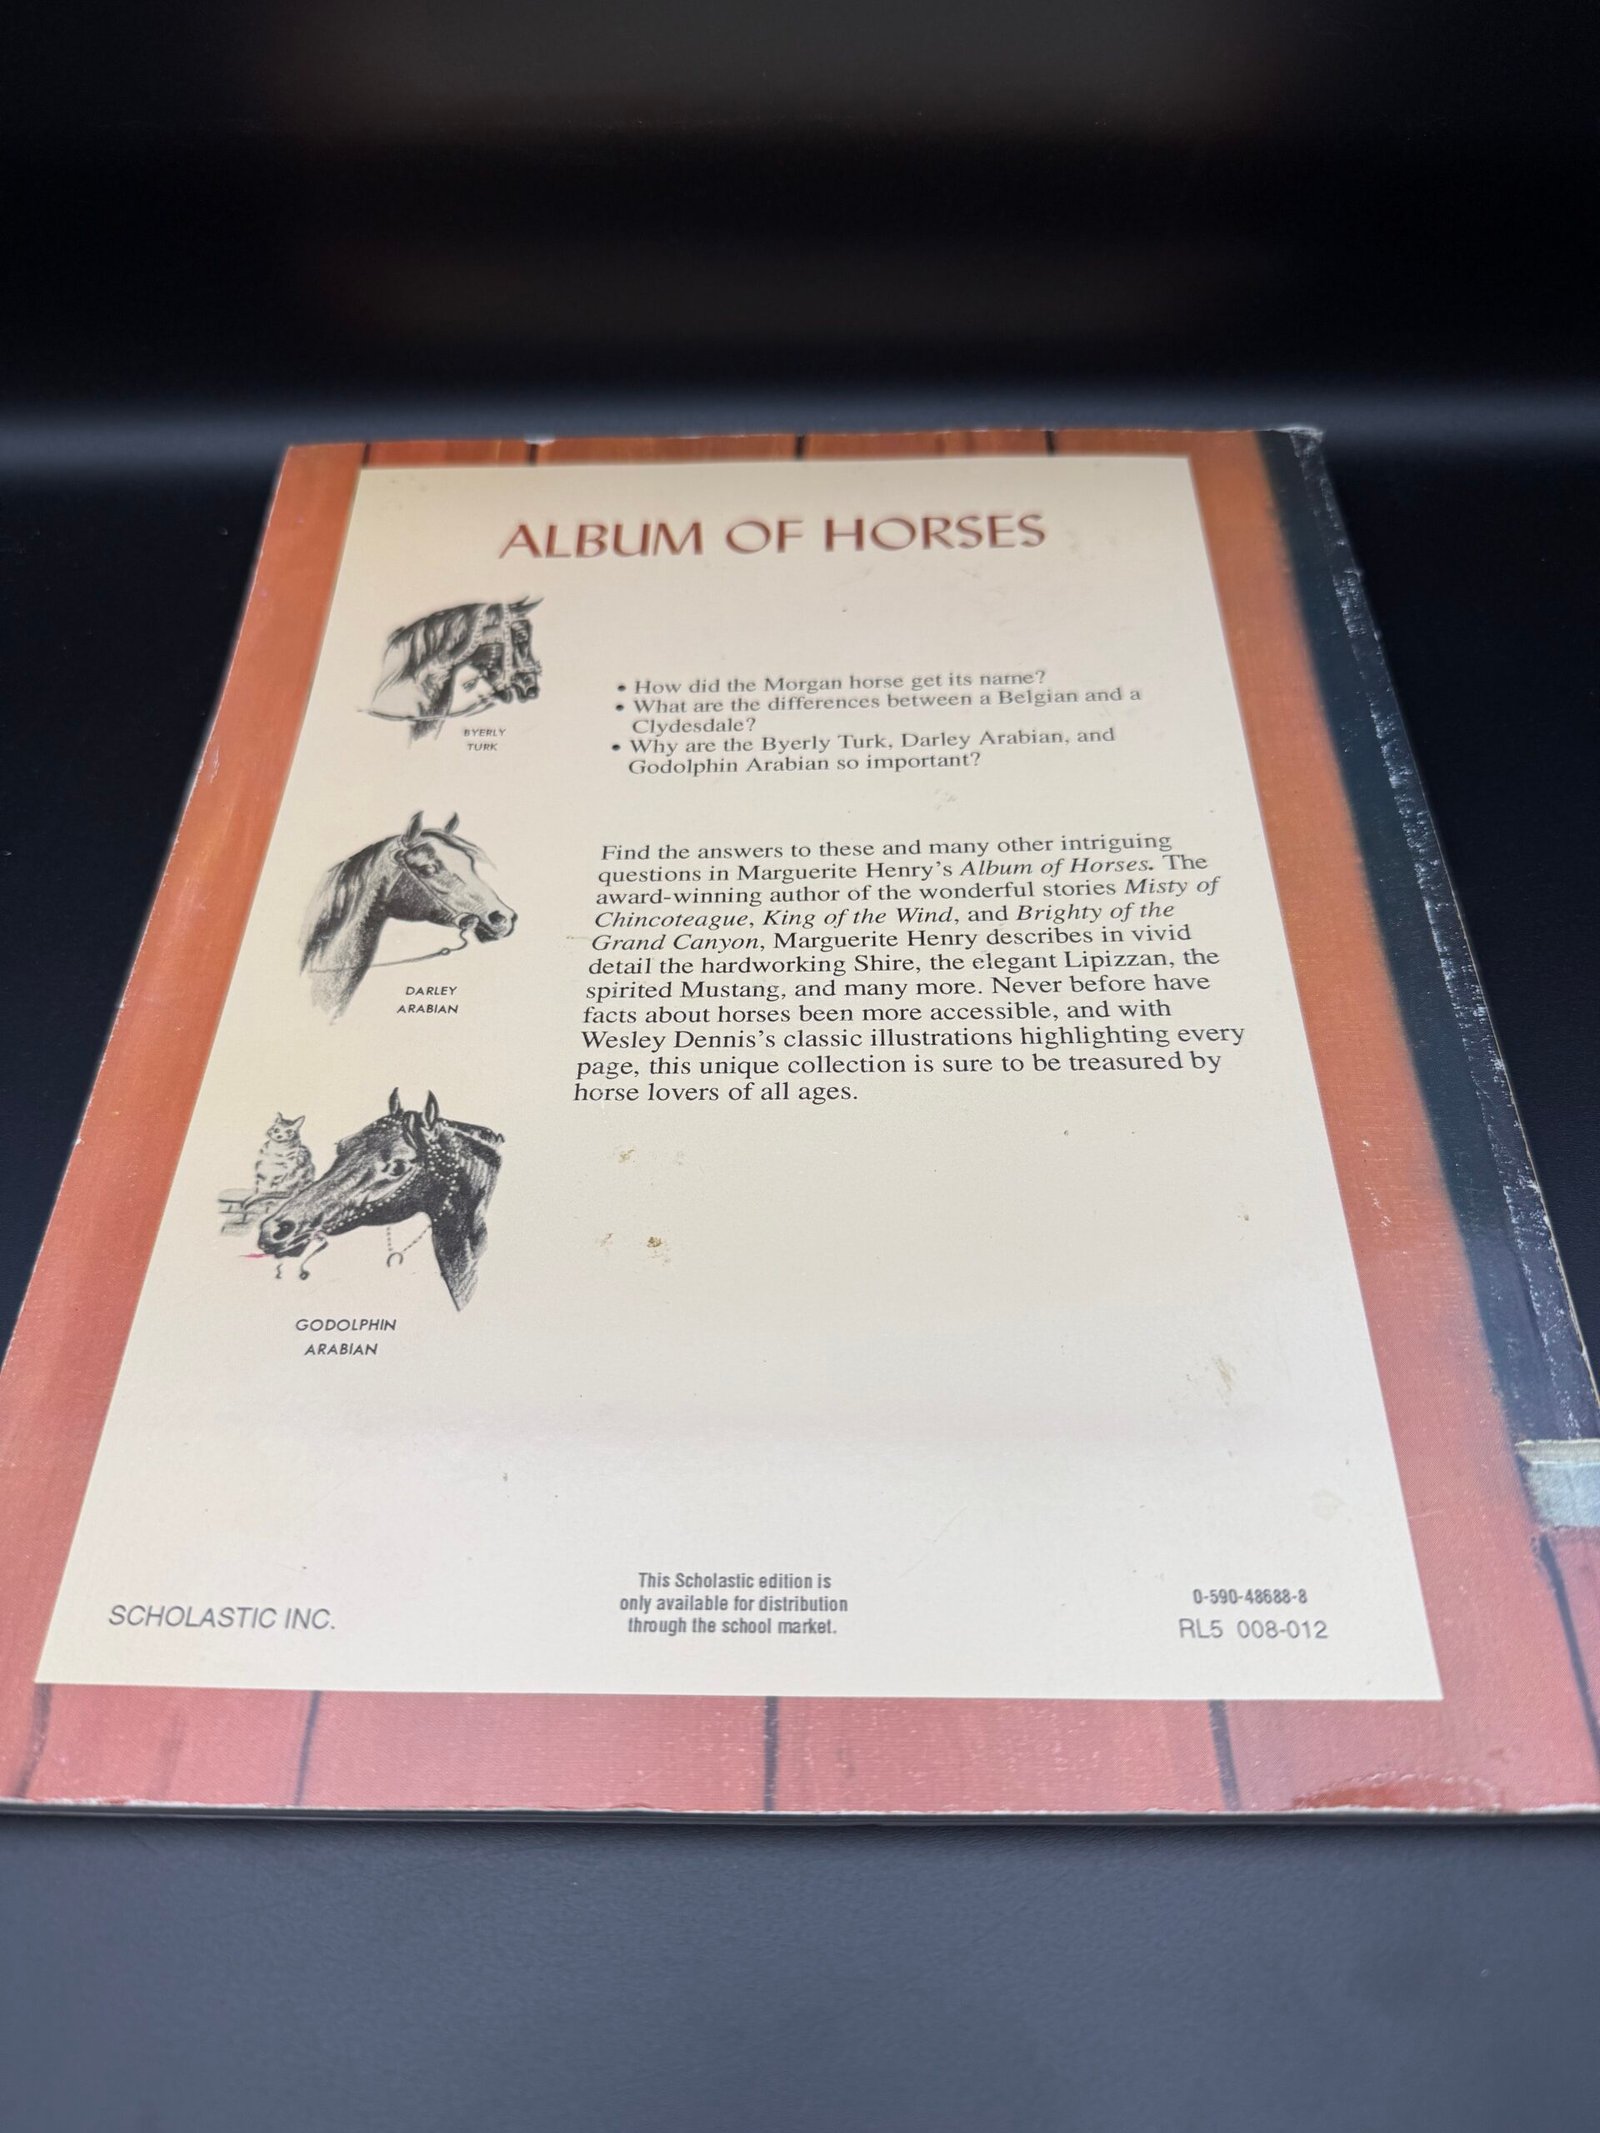 ALBUM OF HORSES
BYERLY
TURK
• How did the Morgan horse get its name?
• What are the differences between a Belgian and a
Clydesdale?
• Why are the Byerly Turk, Darley Arabian, and
Godolphin Arabian so important?
DARLEY
ARABIAN
Find the answers to these and many other intriguing
questions in Marguerite Henry's Album of Horses. The
award-winning author of the wonderful stories Misty of
Chincoteague, King of the Wind, and Brighty of the
Grand Canyon, Marguerite Henry describes in vivid
detail the hardworking Shire, the elegant Lipizzan, the
spirited Mustang, and many more. Never before have
facts about horses been more accessible, and with
Wesley Dennis's classic illustrations highlighting every
page, this unique collection is sure to be treasured by
horse lovers of all ages.
GODOLPHIN
ARABIAN
SCHOLASTIC INC.
This Scholastic edition is
only available for distribution
through the school market.
0-590-48688-8
RL5 008-012